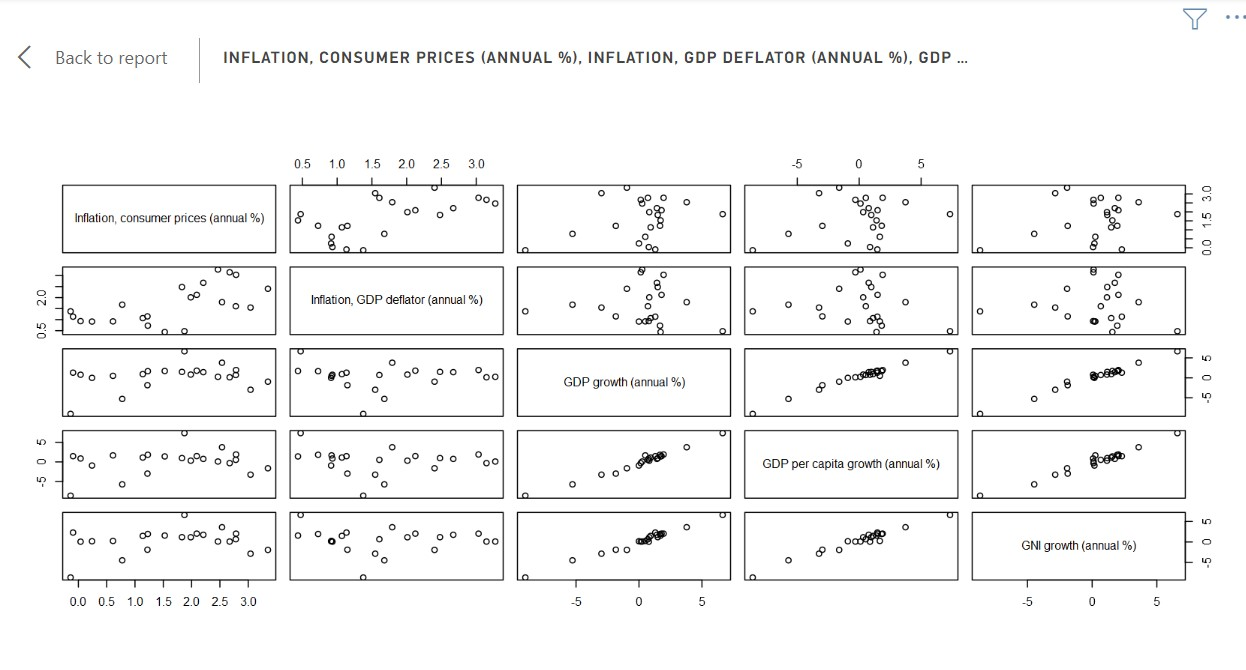 Back to report
INFLATION, CONSUMER PRICES (ANNUAL %), INFLATION, GDP DEFLATOR (ANNUAL %), GDP ...
0.5 1.0 1.5 2.0 2.5 3.0
-5 0 5
Inflation, consumer prices (annual %)
0.0 1.5 3.0
0.5 2.0
Inflation, GDP deflator (annual %)
GDP growth (annual %)
-5 0 5
-5 0 5
GDP per capita growth (annual %)
GNI growth (annual %)
-5 0 5
0.0 0.5 1.0 1.5 2.0 2.5 3.0
-5 0 5
-5 0 5